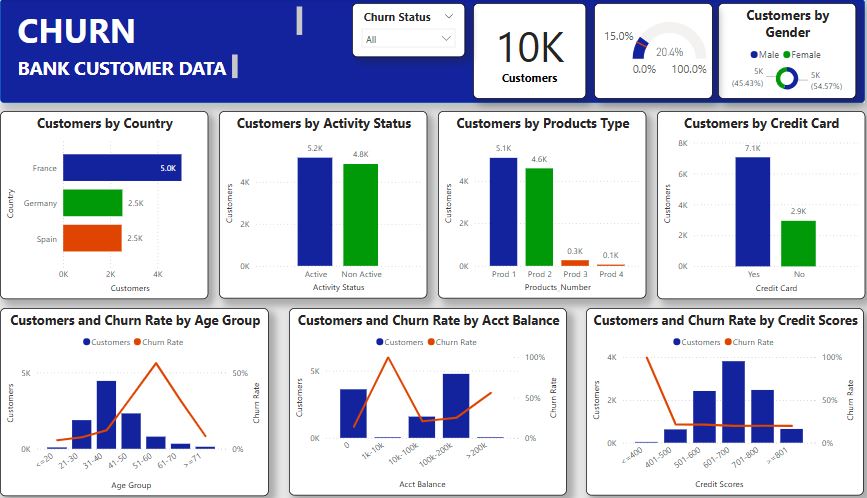 CHURN
BANK CUSTOMER DATA
Churn Status
All
10K
Customers
15.0%
20.4%
0.0%
100.0%
Customers by
Gender
Male Female
5K
(45.43%)
5K
(54.57%)
Customers by Country
Country
France
5.0K
Germany
2.5K
Spain
2.5K
0K 2K 4K
Customers
Customers by Activity Status
Customers
4K
2K
0K
5.2K
4.8K
Active Non Active
Activity Status
Customers by Products Type
Customers
4K
2K
0K
5.1K
4.6K
0.3K
0.1K
Prod 1 Prod 2 Prod 3 Prod 4
Products_Number
Customers by Credit Card
Customers
8K
6K
4K
2K
0K
7.1K
2.9K
Yes No
Credit Card
Customers and Churn Rate by Age Group
Customers Churn Rate
Customers
5K
0K
50%
0%
Churn Rate
<=20 21-30 31-40 41-50 51-60 61-70 >=71
Age Group
Customers and Churn Rate by Acct Balance
Customers Churn Rate
Customers
5K
0K
100%
50%
0%
Churn Rate
0 1k-10k 10k-100k 100k-200k >200k
Acct Balance
Customers and Churn Rate by Credit Scores
Customers Churn Rate
Customers
4K
2K
0K
100%
50%
0%
Churn Rate
<=400 401-500 501-600 601-700 701-800 >=801
Credit Scores